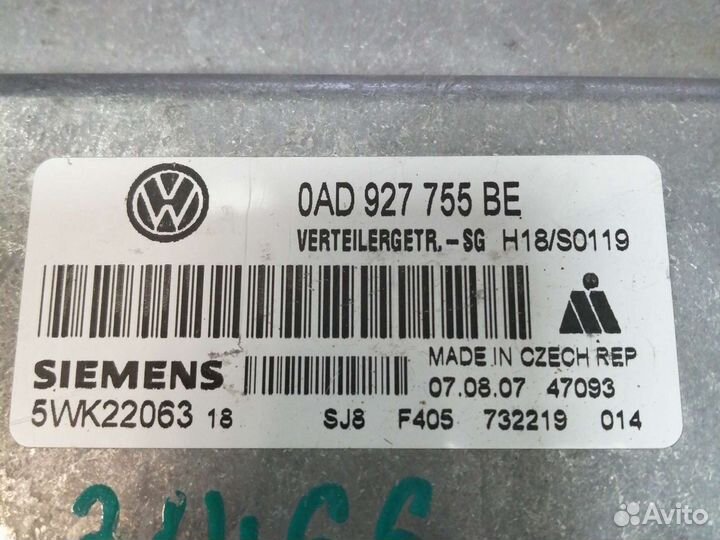 0AD 927 755 BE
VERTEILERGETR.-SG H18/S0119
SIEMENS
MADE IN CZECH REP
07.08.07 47093
5WK22063 18 SJ8 F405 732219 014
Avito